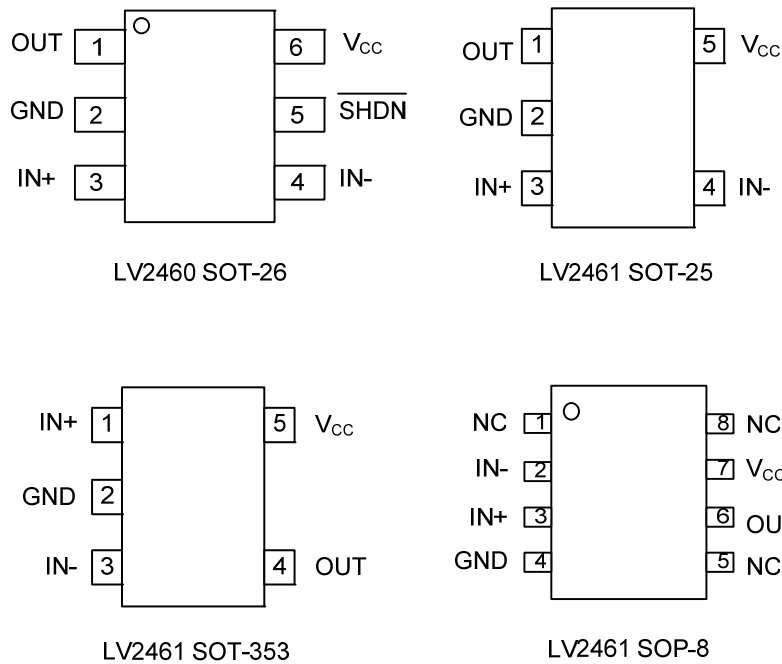 OUT 1 6 VCC
GND 2 5 SHDN
IN+ 3 4 IN-
LV2460 SOT-26
OUT 1 5 VCC
GND 2
IN+ 3 4 IN-
LV2461 SOT-25
IN+ 1 5 VCC
GND 2
IN- 3 4 OUT
LV2461 SOT-353
NC 1 8 NC
IN- 2 7 VCC
IN+ 3 6 OU
GND 4 5 NC
LV2461 SOP-8